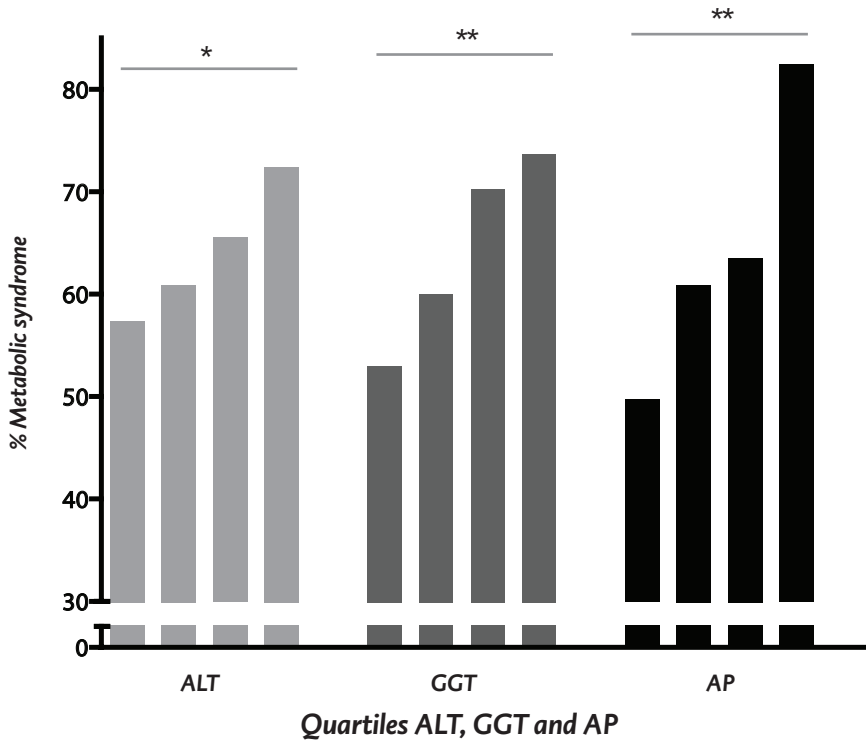 *
**
**
80
70
60
50
40
30
0
% Metabolic syndrome
ALT
GGT
AP
Quartiles ALT, GGT and AP